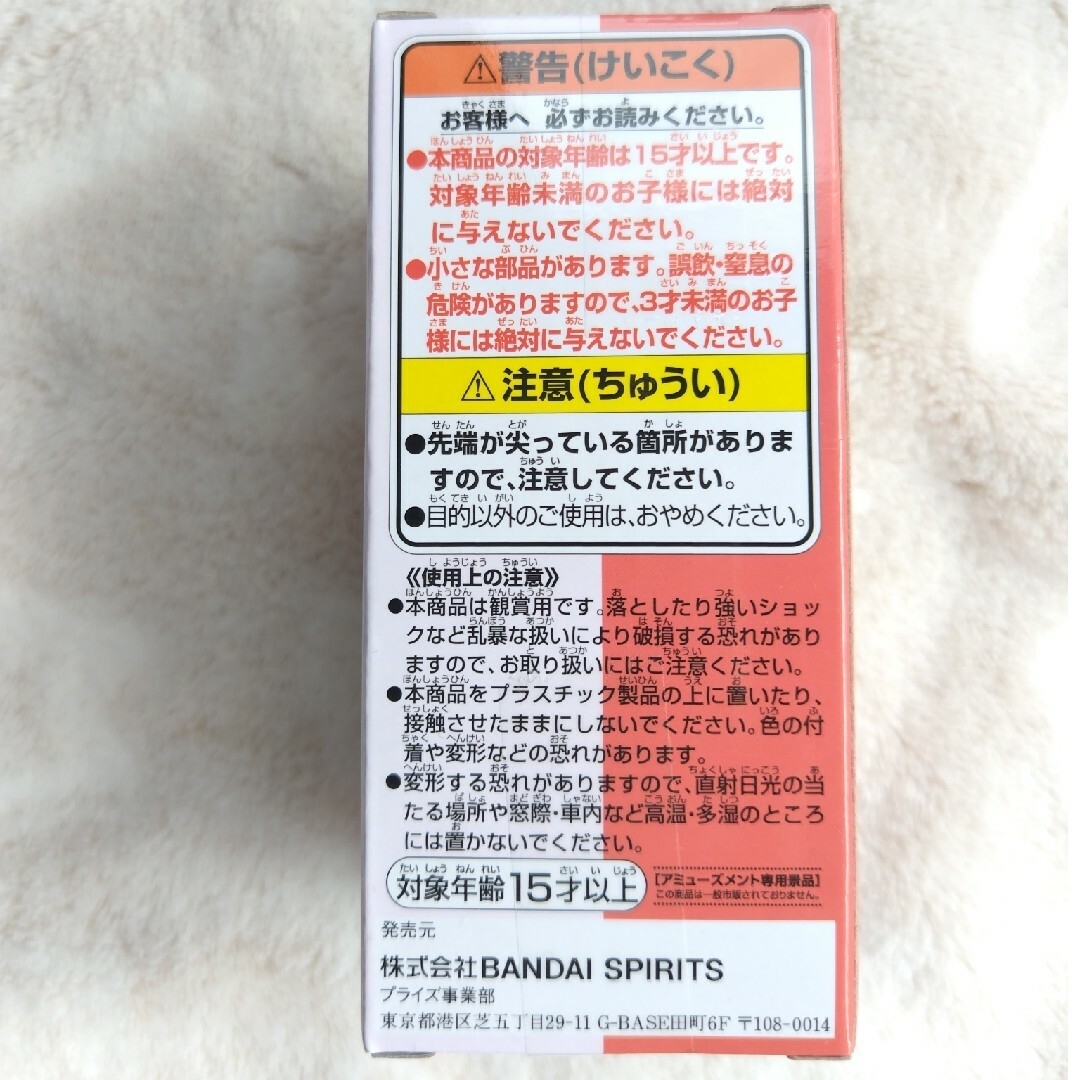 ⚠警告(けいこく)
お客様へ 必ずお読みください。
●本商品の対象年齢は15才以上です。
対象年齢未満のお子様には絶対
に与えないでください。
●小さな部品があります。誤飲・窒息の
危険がありますので、3才未満のお子
様には絶対に与えないでください。
⚠注意(ちゅうい)
●先端が尖っている箇所がありま
すので、注意してください。
●目的以外のご使用は、おやめください。
《使用上の注意》
●本商品は観賞用です。落としたり強いショッ
クなど乱暴な扱いにより破損する恐れがあり
ますので、お取り扱いにはご注意ください。
●本商品をプラスチック製品の上に置いたり、
接触させたままにしないでください。色の付
着や変形などの恐れがあります。
●変形する恐れがありますので、直射日光の当
たる場所や窓際・車内など高温・多湿のところ
には置かないでください。
対象年齢15才以上
[アミューズメント専用景品]
この商品は一般市販されておりません。
発売元
株式会社BANDAI SPIRITS
プライズ事業部
東京都港区芝五丁目29-11 G-BASE田町6F 〒108-0014